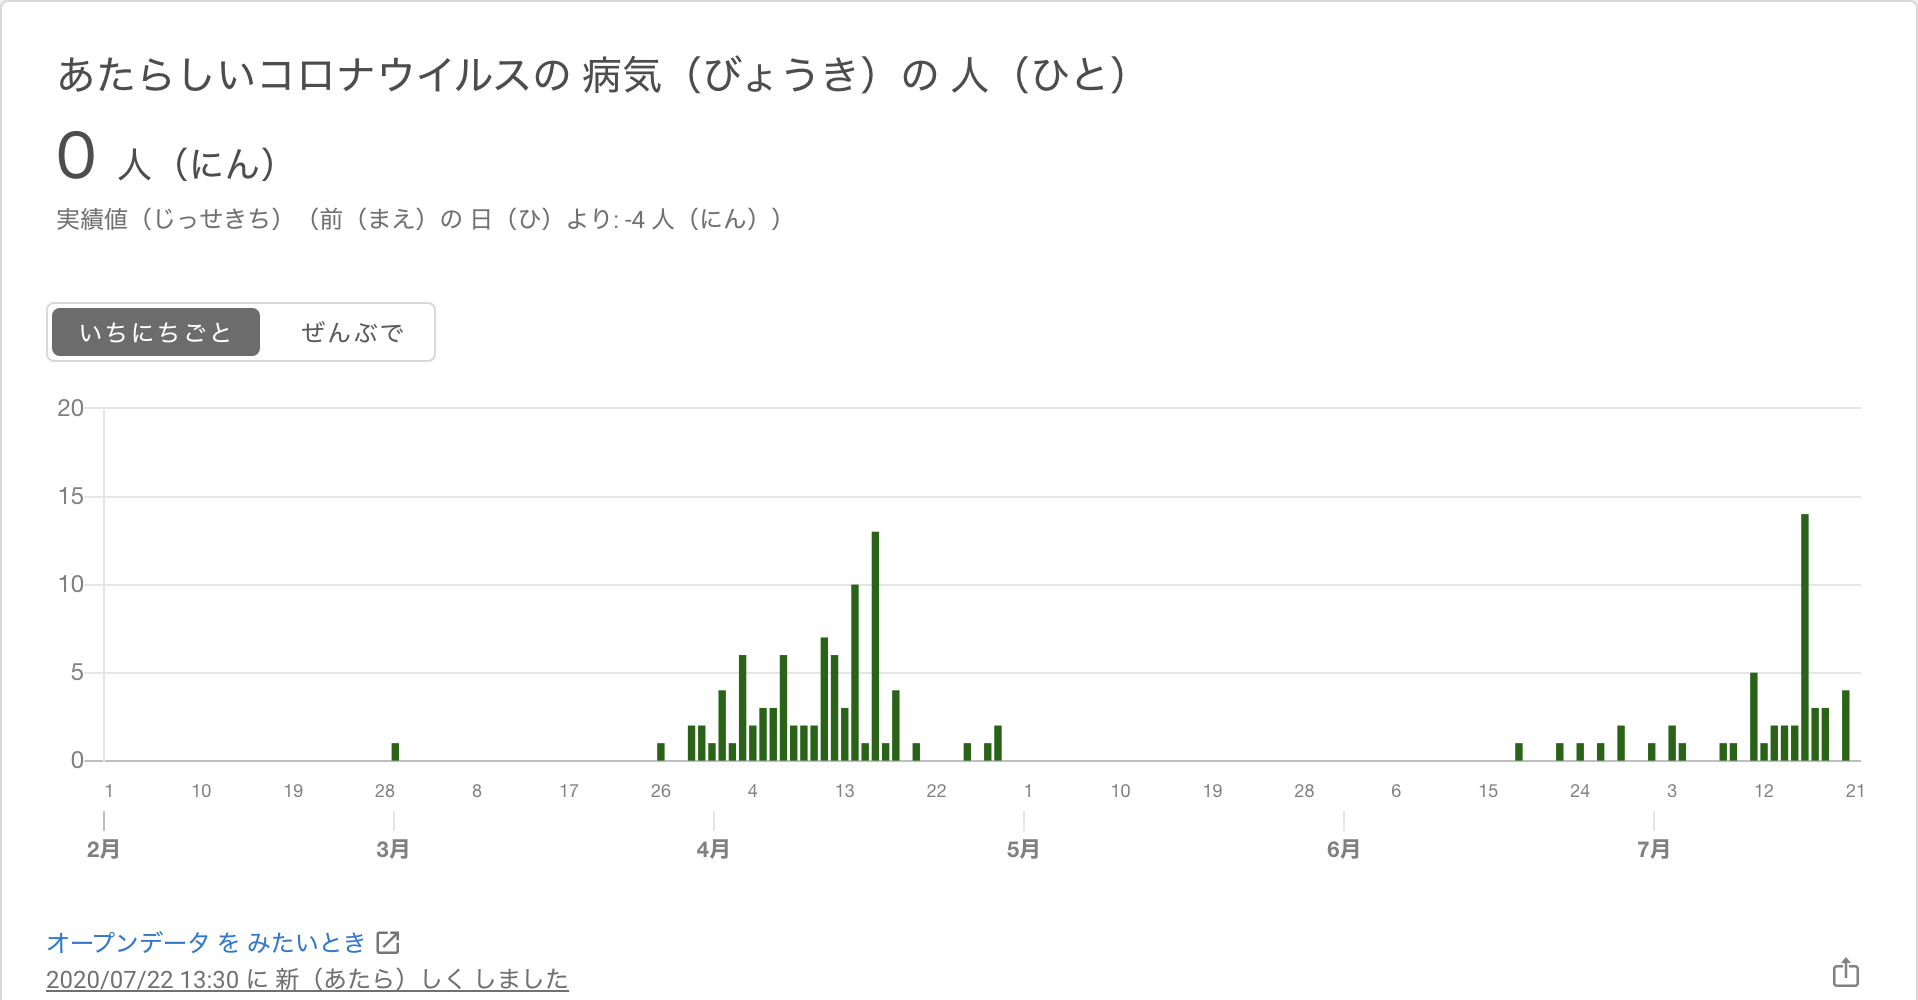 あたらしいコロナウイルスの 病気（びょうき）の 人（ひと）
0 人（にん）
実績値（じっせきち）（前（まえ）の 日（ひ）より: -4 人（にん））
いちにちごと ぜんぶで
20
15
10
5
0
1 10 19 28 8 17 26 4 13 22 1 10 19 28 6 15 24 3 12 21
2月 3月 4月 5月 6月 7月
オープンデータ を みたいとき
2020/07/22 13:30 に 新（あたら）しく しました